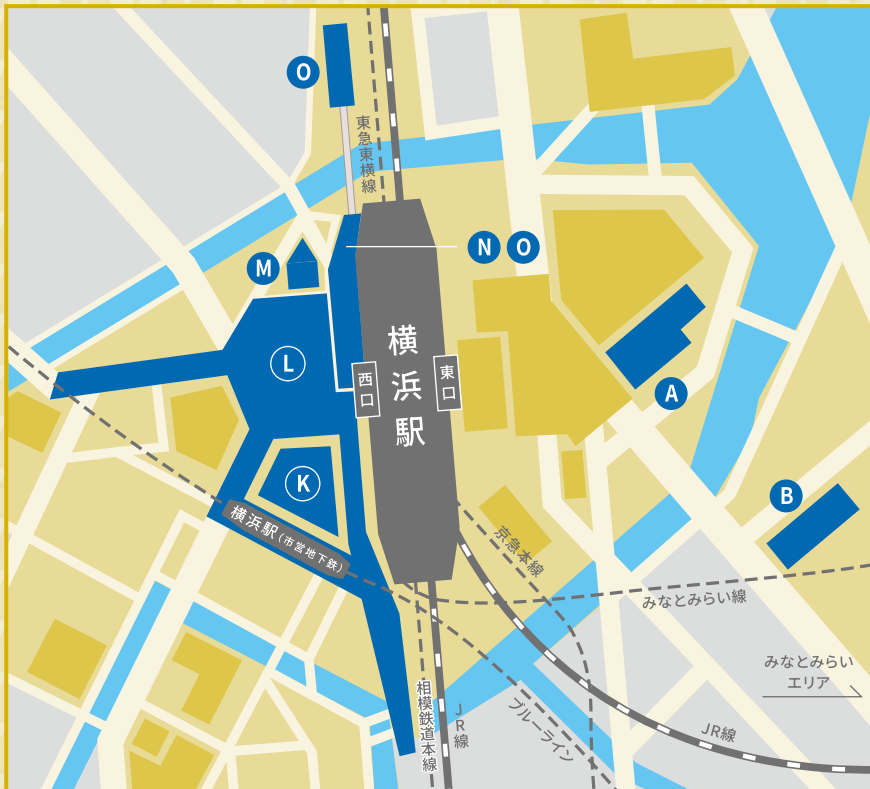 O
東急東横線
N O
M
横浜駅
西口
東口
L
A
K
B
横浜駅(市営地下鉄)
京急本線
みなとみらい線
みなとみらい
エリア
相模鉄道本線
JR線
ブルーライン
JR線